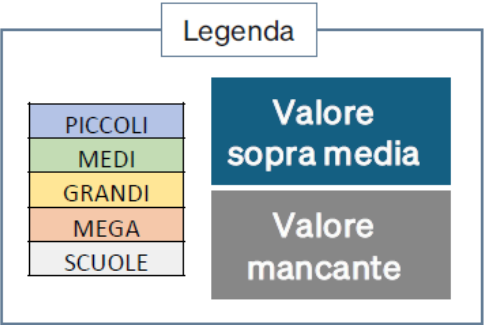 Legenda
PICCOLI
MEDI
GRANDI
MEGA
SCUOLE
Valore
sopra media
Valore
mancante